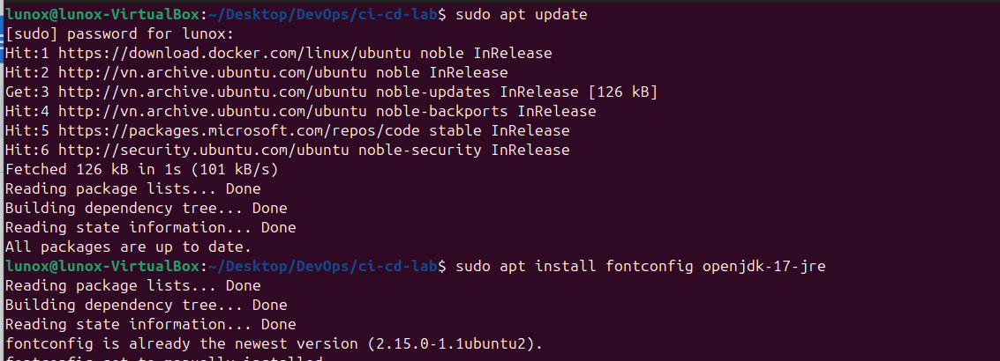 lunox@lunox-VirtualBox:~/Desktop/DevOps/ci-cd-lab$ sudo apt update
[sudo] password for lunox:
Hit:1 https://download.docker.com/linux/ubuntu noble InRelease
Hit:2 http://vn.archive.ubuntu.com/ubuntu noble InRelease
Get:3 http://vn.archive.ubuntu.com/ubuntu noble-updates InRelease [126 kB]
Hit:4 http://vn.archive.ubuntu.com/ubuntu noble-backports InRelease
Hit:5 https://packages.microsoft.com/repos/code stable InRelease
Hit:6 http://security.ubuntu.com/ubuntu noble-security InRelease
Fetched 126 kB in 1s (101 kB/s)
Reading package lists... Done
Building dependency tree... Done
Reading state information... Done
All packages are up to date.
lunox@lunox-VirtualBox:~/Desktop/DevOps/ci-cd-lab$ sudo apt install fontconfig openjdk-17-jre
Reading package lists... Done
Building dependency tree... Done
Reading state information... Done
fontconfig is already the newest version (2.15.0-1.1ubuntu2).
fontconfig set to manually installed